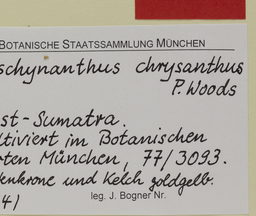 BOTANISCHE STAATSSAMMLUNG MÜNCHEN
schynanthus chrysanthus
P. Woods
st-Sumatra.
ltiviert im Botanischen
rten München, 77/3093.
enkrone und Kelch goldgelb.
41
leg. J. Bogner Nr.